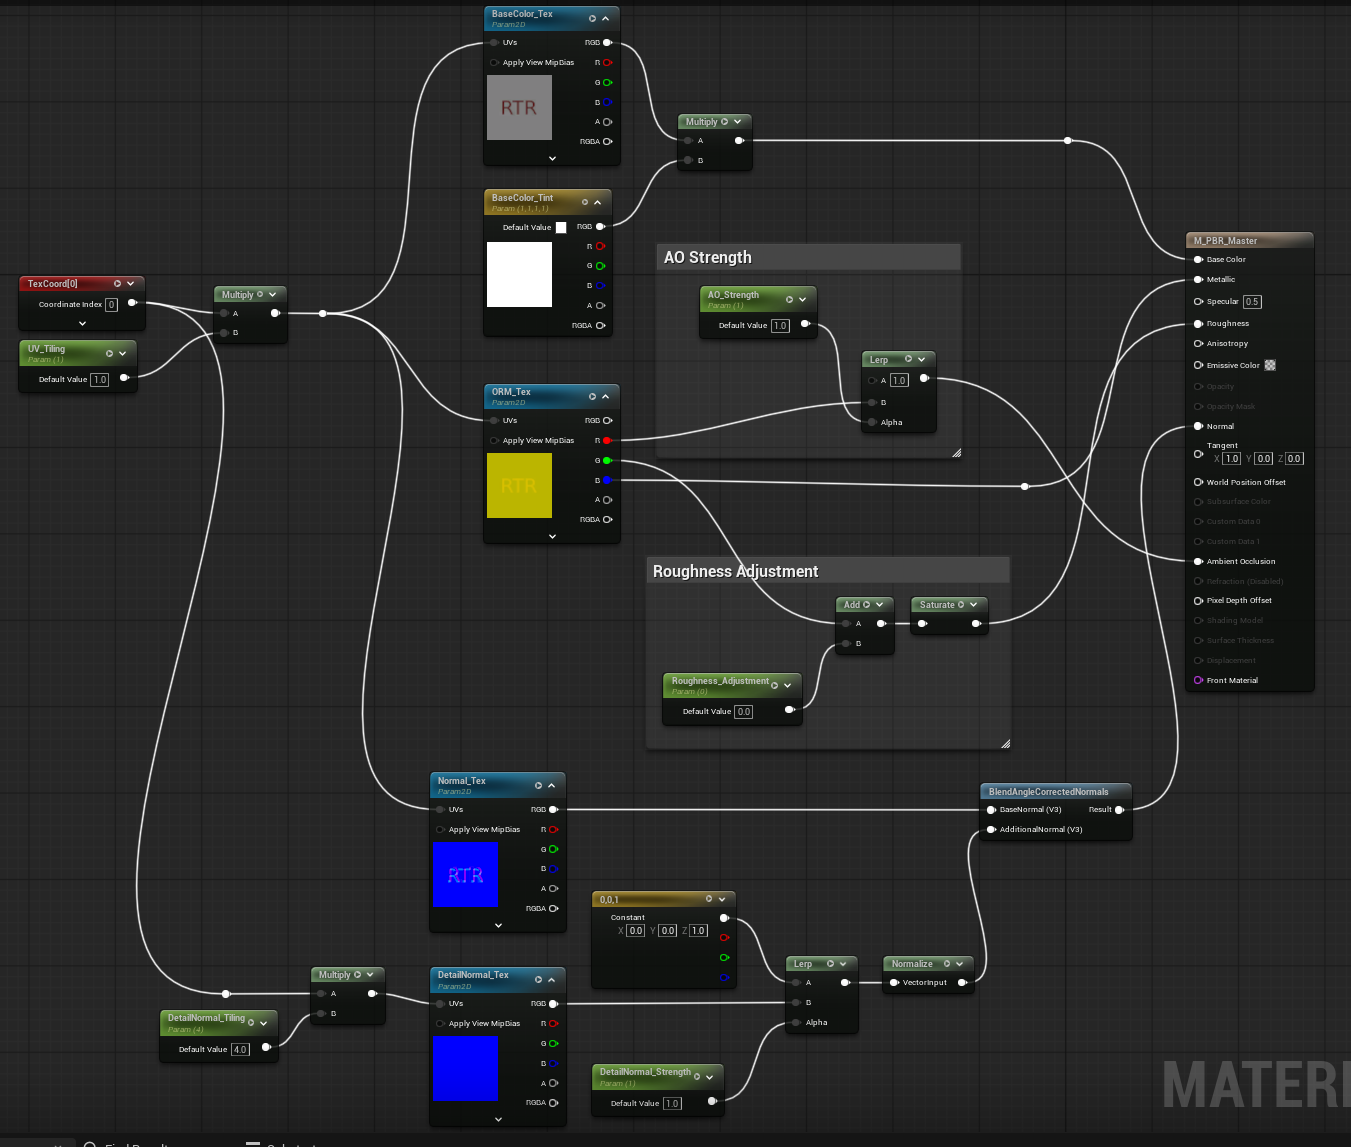 BaseColor_Tex
Param2D
UVs
RGB
Apply View MipBias
R
G
B
A
RGBA
RTR
Multiply
A
B
BaseColor_Tint
Param (1,1,1,1)
Default Value
RGB
R
G
B
A
RGBA
TexCoord[0]
Coordinate Index 0
UV_Tiling
Param (1)
Default Value 1.0
Multiply
A
B
AO Strength
AO_Strength
Param (1)
Default Value 1.0
Lerp
A 1.0
B
Alpha
ORM_Tex
Param2D
UVs
RGB
Apply View MipBias
R
G
B
A
RGBA
RTR
M_PBR_Master
Base Color
Metallic
Specular 0.5
Roughness
Anisotropy
Emissive Color
Opacity
Opacity Mask
Normal
Tangent
X 1.0 Y 0.0 Z 0.0
World Position Offset
Subsurface Color
Custom Data 0
Custom Data 1
Ambient Occlusion
Refraction (Disabled)
Pixel Depth Offset
Shading Model
Surface Thickness
Displacement
Front Material
Roughness Adjustment
Add
A
B
Saturate
Roughness_Adjustment
Param (0)
Default Value 0.0
Normal_Tex
Param2D
UVs
RGB
Apply View MipBias
R
G
B
A
RGBA
RTR
BlendAngleCorrectedNormals
BaseNormal (V3)
Result
AdditionalNormal (V3)
0,0,1
Constant
X 0.0 Y 0.0 Z 1.0
Lerp
A
B
Alpha
Normalize
VectorInput
Multiply
A
B
DetailNormal_Tiling
Param (4)
Default Value 4.0
DetailNormal_Tex
Param2D
UVs
RGB
Apply View MipBias
R
G
B
A
RGBA
DetailNormal_Strength
Param (1)
Default Value 1.0
MATERI